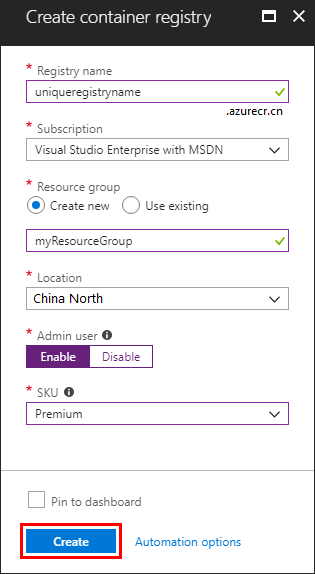 Create container registry
* Registry name
uniqueregistryname
.azurecr.cn
* Subscription
Visual Studio Enterprise with MSDN
* Resource group
Create new Use existing
myResourceGroup
* Location
China North
* Admin user
Enable Disable
* SKU
Premium
Pin to dashboard
Create Automation options